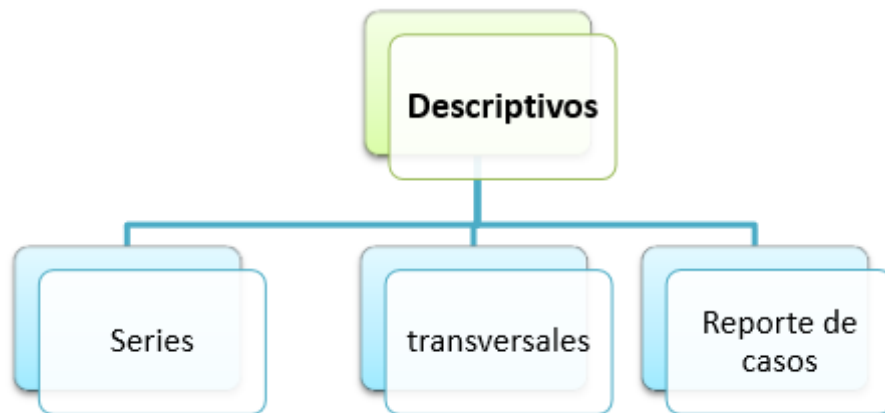 Descriptivos
Series
transversales
Reporte de
casos